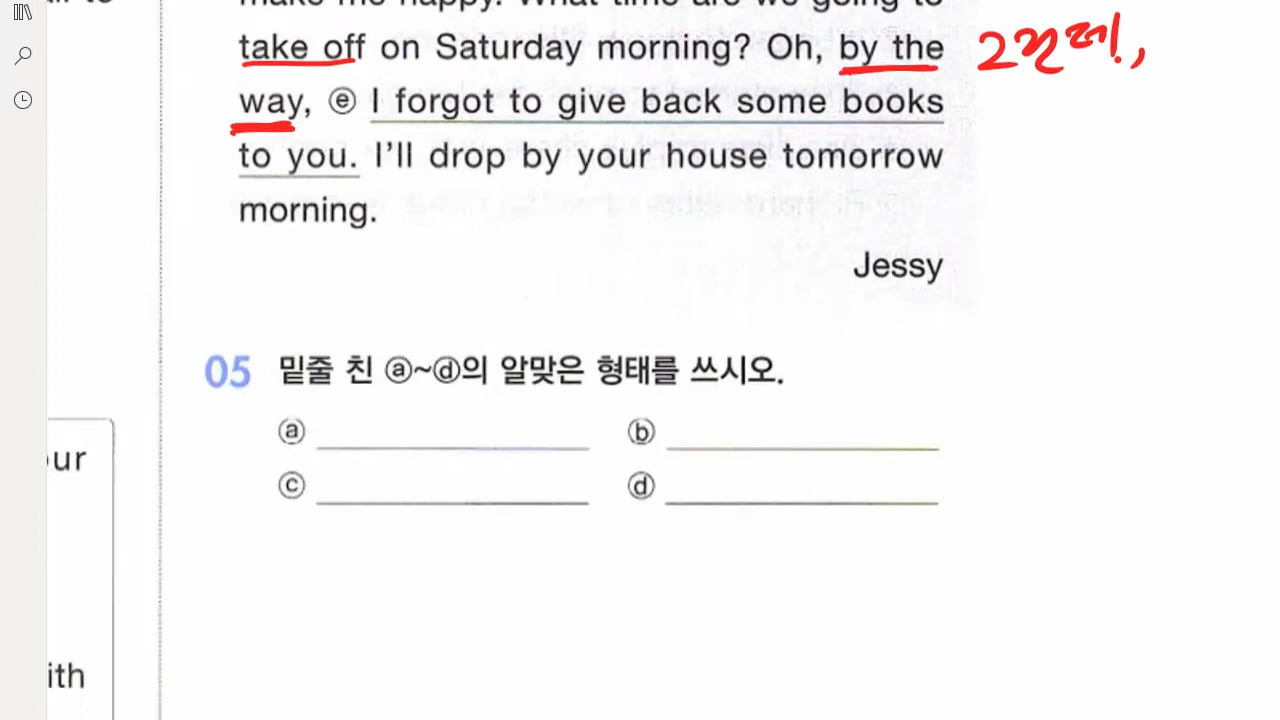 make me happy. What time are we going to
take off on Saturday morning? Oh, by the 그런데,
way, ⓔ I forgot to give back some books
to you. I'll drop by your house tomorrow
morning.
Jessy
05 밑줄 친 ⓐ~ⓓ의 알맞은 형태를 쓰시오.
ⓐ ⓑ
ⓒ ⓓ
our
ith